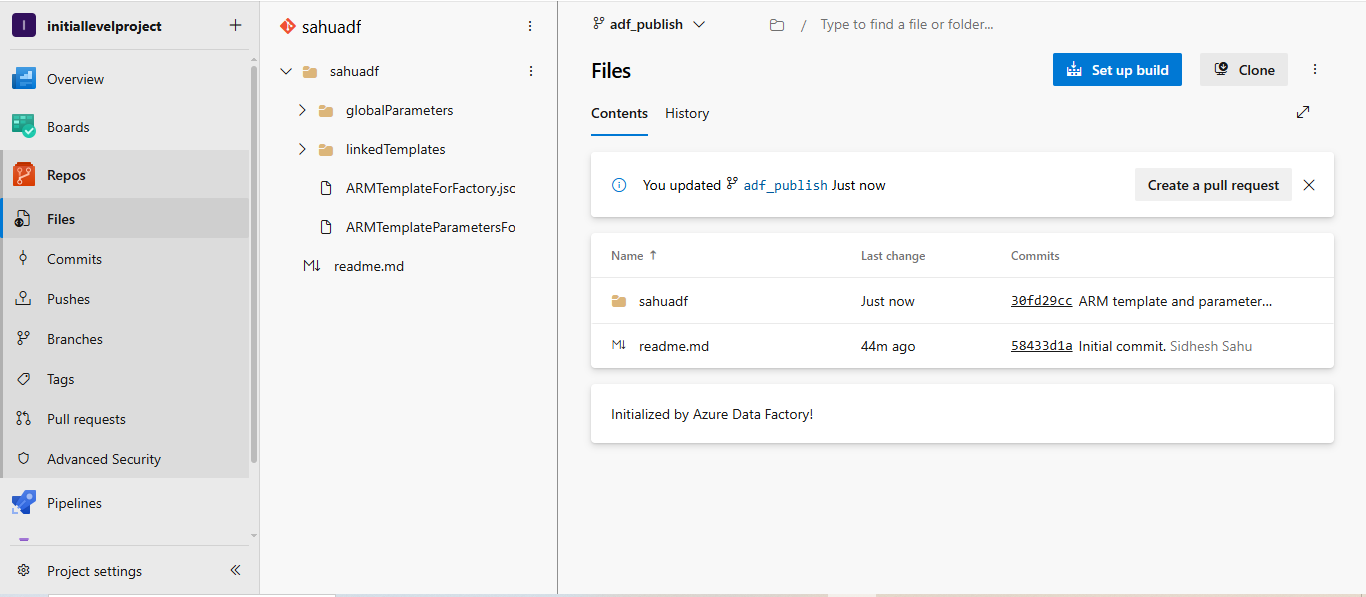 I initiallevelproject +
Overview
Boards
Repos
Files
Commits
Pushes
Branches
Tags
Pull requests
Advanced Security
Pipelines
Project settings
sahuadf
sahuadf
globalParameters
linkedTemplates
ARMTemplateForFactory.jsc
ARMTemplateParametersFo
readme.md
adf_publish / Type to find a file or folder...
Files
Set up build
Clone
Contents History
You updated adf_publish Just now
Create a pull request
Name ↑ Last change Commits
sahuadf Just now 30fd29cc ARM template and parameter...
readme.md 44m ago 58433d1a Initial commit. Sidhesh Sahu
Initialized by Azure Data Factory!